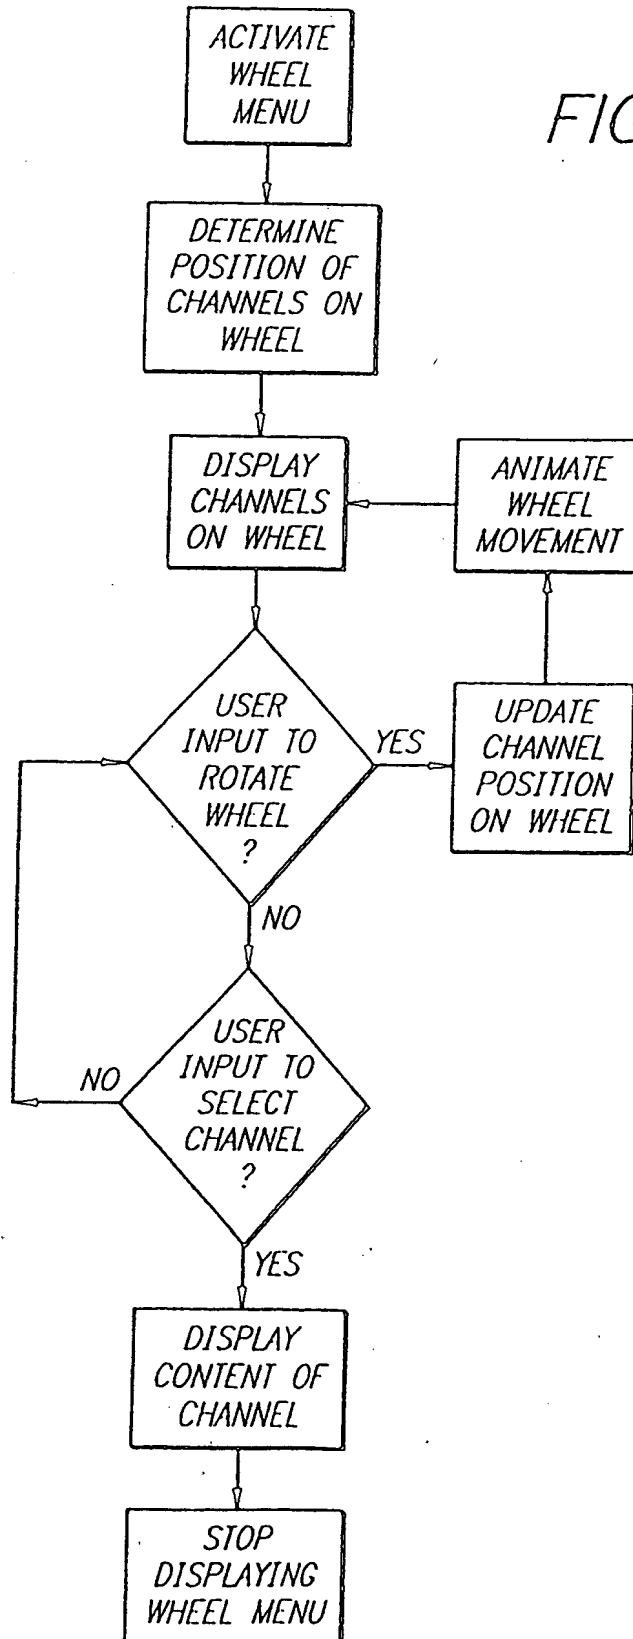 ACTIVATE
WHEEL
MENU
FIG
DETERMINE
POSITION OF
CHANNELS ON
WHEEL
DISPLAY
CHANNELS
ON WHEEL
ANIMATE
WHEEL
MOVEMENT
USER
INPUT TO
ROTATE
WHEEL
?
YES
UPDATE
CHANNEL
POSITION
ON WHEEL
NO
USER
INPUT TO
SELECT
CHANNEL
?
NO
YES
DISPLAY
CONTENT OF
CHANNEL
STOP
DISPLAYING
WHEEL MENU